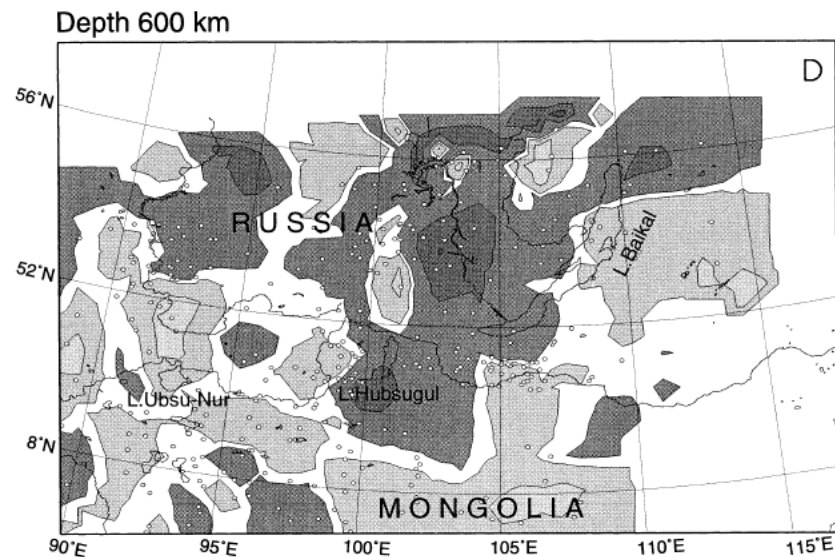 Depth 600 km
D
56°N
RUSSIA
L.Baikal
52°N
L.Ubsu-Nur
L.Hubsugul
8°N
MONGOLIA
90°E 95°E 100°E 105°E 110°E 115°E